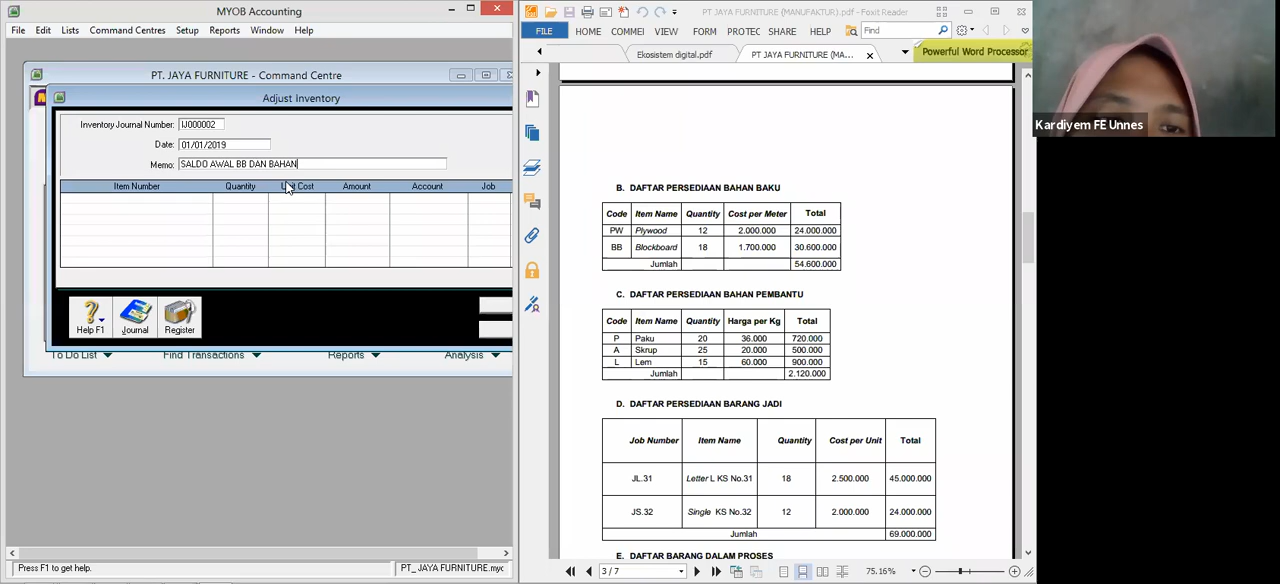 MYOB Accounting
File Edit Lists Command Centres Setup Reports Window Help
PT. JAYA FURNITURE - Command Centre
Adjust Inventory
Inventory Journal Number: IJ000002
Date: 01/01/2019
Memo: SALDO AWAL BB DAN BAHAN
Item Number Quantity Cost Amount Account Job
Help F1 Journal Register
To Do List Find Transactions Reports Analysis
Press F1 to get help. PT_JAYA FURNITURE.myo
PT JAYA FURNITURE (MANUFAKTUR).pdf - Foxit Reader
FILE HOME COMMEI VIEW FORM PROTEC SHARE HELP Find
Ekosistem digital.pdf PT JAYA FURNITURE (MA... Powerful Word Processor
B. DAFTAR PERSEDIAAN BAHAN BAKU
Code Item Name Quantity Cost per Meter Total
PW Plywood 12 2.000.000 24.000.000
BB Blockboard 18 1.700.000 30.600.000
Jumlah 54.600.000
C. DAFTAR PERSEDIAAN BAHAN PEMBANTU
Code Item Name Quantity Harga per Kg Total
P Paku 20 36.000 720.000
A Skrup 25 20.000 500.000
L Lem 15 60.000 900.000
Jumlah 2.120.000
D. DAFTAR PERSEDIAAN BARANG JADI
Job Number Item Name Quantity Cost per Unit Total
JL.31 Letter L KS No.31 18 2.500.000 45.000.000
JS.32 Single KS No.32 12 2.000.000 24.000.000
Jumlah 69.000.000
E. DAFTAR BARANG DALAM PROSES
3 / 7 75.16%
Kardiyem FE Unnes